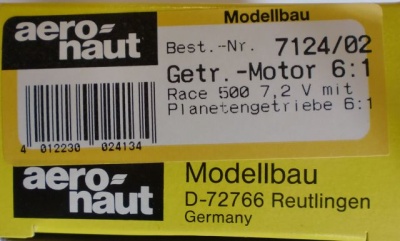 aero-
naut
Modellbau
Best.-Nr. 7124/02
Getr.-Motor 6:1
Race 500 7,2 V mit
Planetengetriebe 6:1
4 012230 024134
aero-
naut
Modellbau
D-72766 Reutlingen
Germany